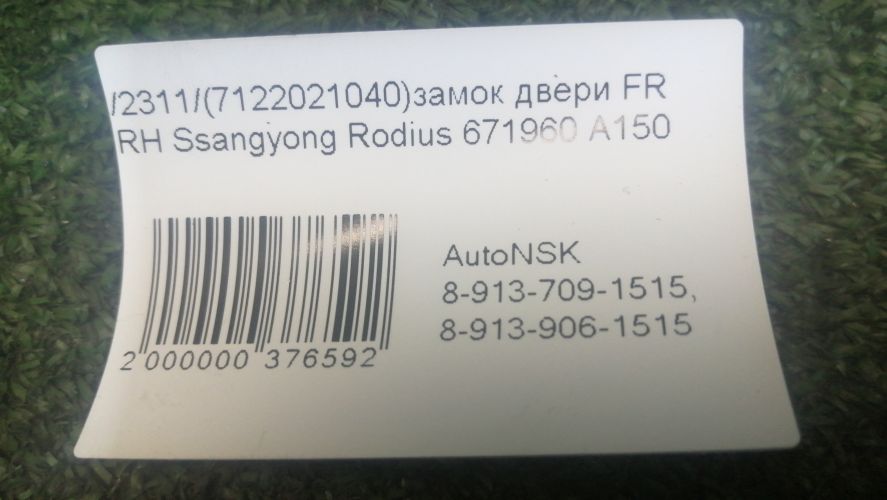 /2311/(7122021040)замок двери FR
RH Ssangyong Rodius 671960 A150
AutoNSK
8-913-709-1515,
8-913-906-1515
2 000000 376592